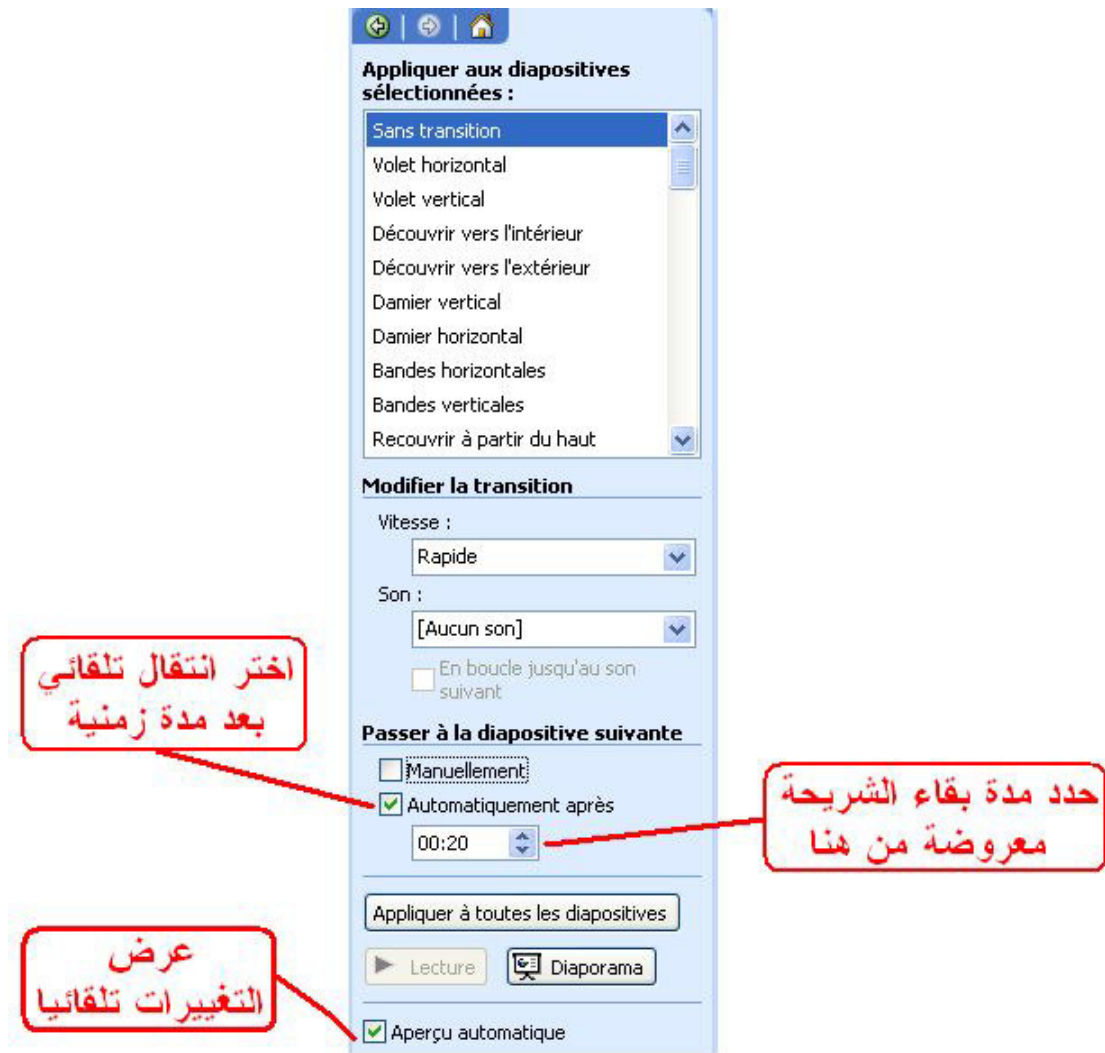 Appliquer aux diapositives
sélectionnées :
Sans transition
Volet horizontal
Volet vertical
Découvrir vers l'intérieur
Découvrir vers l'extérieur
Damier vertical
Damier horizontal
Bandes horizontales
Bandes verticales
Recouvrir à partir du haut
Modifier la transition
Vitesse :
Rapide
Son :
[Aucun son]
En boucle jusqu'au son
suivant
اختر انتقال تلقائي
بعد مدة زمنية
Passer à la diapositive suivante
Manuellement
Automatiquement après
00:20
حدد مدة بقاء الشريحة
معروضة من هنا
Appliquer à toutes les diapositives
Lecture
Diaporama
عرض
التغييرات تلقائيا
Aperçu automatique